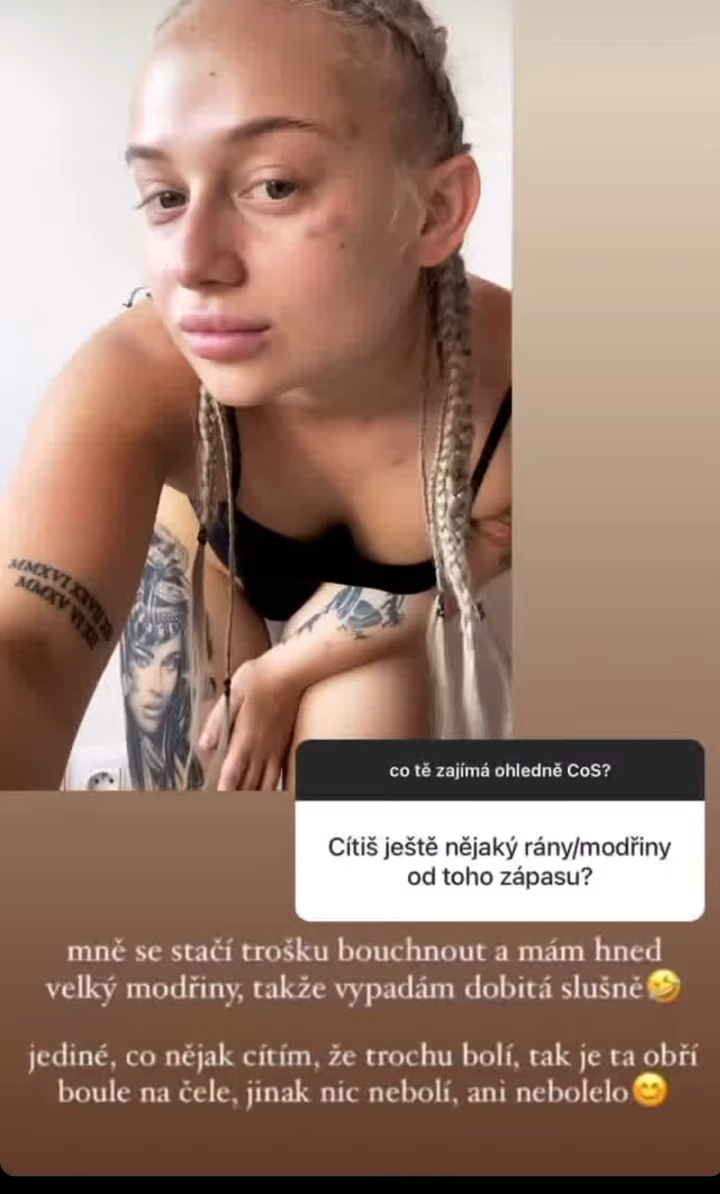 co tě zajímá ohledně CoS?
Cítiš ještě nějaký rány/modřiny
od toho zápasu?
mně se stačí trošku bouchnout a mám hned
velký modřiny, takže vypadám dobitá slušně🤣
jediné, co nějak cítím, že trochu bolí, tak je ta obří
boule na čele, jinak nic nebolí, ani nebolelo😊